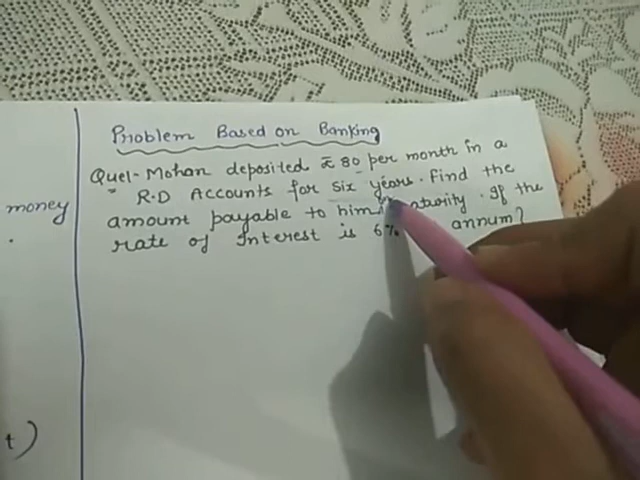 Problem Based on Banking
Ques- Mohan deposited ₹ 80 per month in a
R.D Accounts for six years. Find the
money
amount payable to him maturity. If the
rate of Interest is 6% annum?
t)